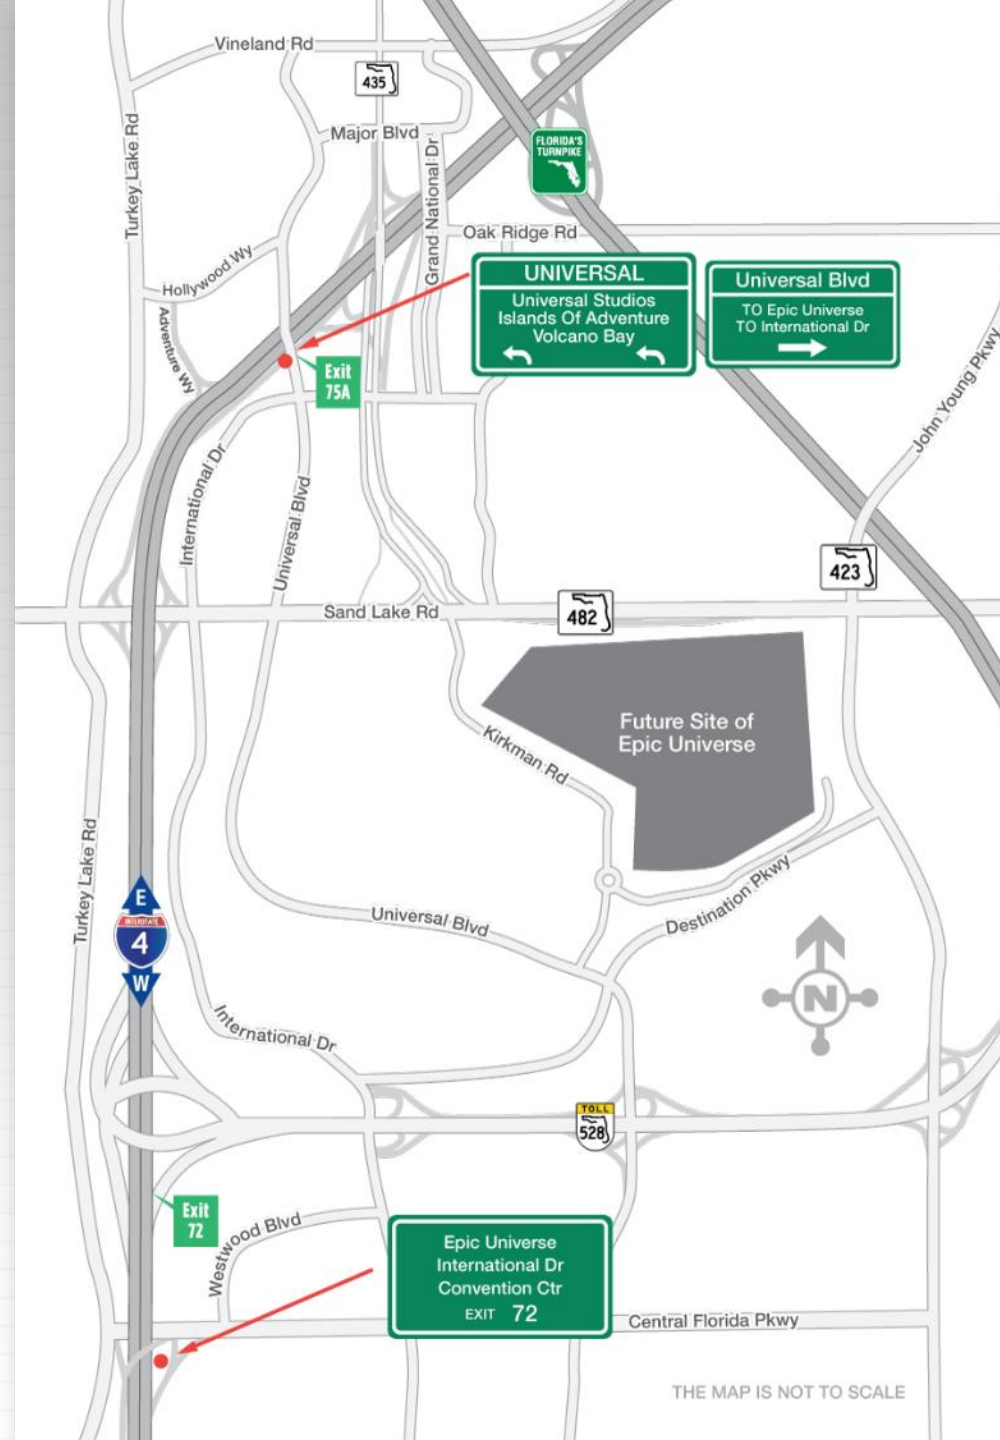 Vineland Rd
435
Turkey Lake Rd
Major Blvd
FLORIDA'S
TURNPIKE
Grand National Dr
Oak Ridge Rd
Hollywood Wy
UNIVERSAL
Universal Studios
Islands Of Adventure
Volcano Bay
Universal Blvd
TO Epic Universe
TO International Dr
Adventure Wy
Exit
75A
John Young Pkwy
International Dr
Universal Blvd
423
Sand Lake Rd
482
Future Site of
Epic Universe
Kirkman Rd
Turkey Lake Rd
E
INTERSTATE
4
W
Universal Blvd
Destination Pkwy
N
International Dr
TOLL
528
Exit
72
Westwood Blvd
Epic Universe
International Dr
Convention Ctr
EXIT 72
Central Florida Pkwy
THE MAP IS NOT TO SCALE